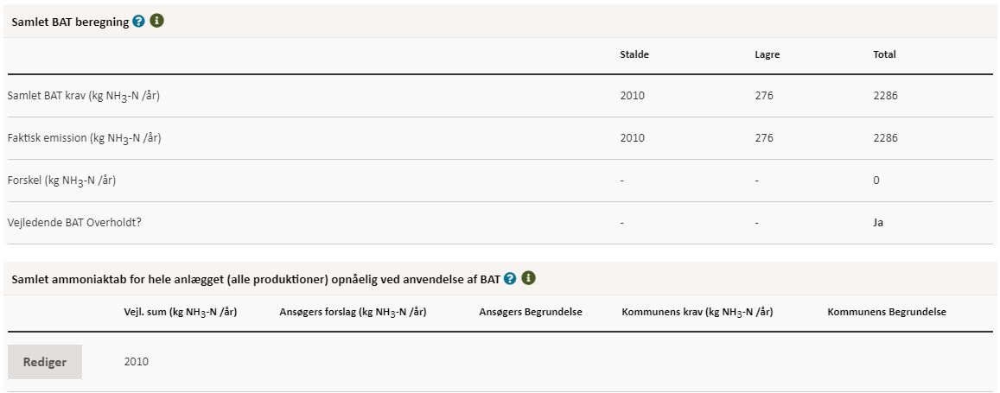 Samlet BAT beregning ? i
Stalde Lagre Total
Samlet BAT krav (kg NH3-N /år) 2010 276 2286
Faktisk emission (kg NH3-N /år) 2010 276 2286
Forskel (kg NH3-N /år) - - 0
Vejledende BAT Overholdt? - - Ja
Samlet ammoniaktab for hele anlægget (alle produktioner) opnåelig ved anvendelse af BAT ? i
Vejl. sum (kg NH3-N /år) Ansøgers forslag (kg NH3-N /år) Ansøgers Begrundelse Kommunens krav (kg NH3-N /år) Kommunens Begrundelse
Rediger 2010